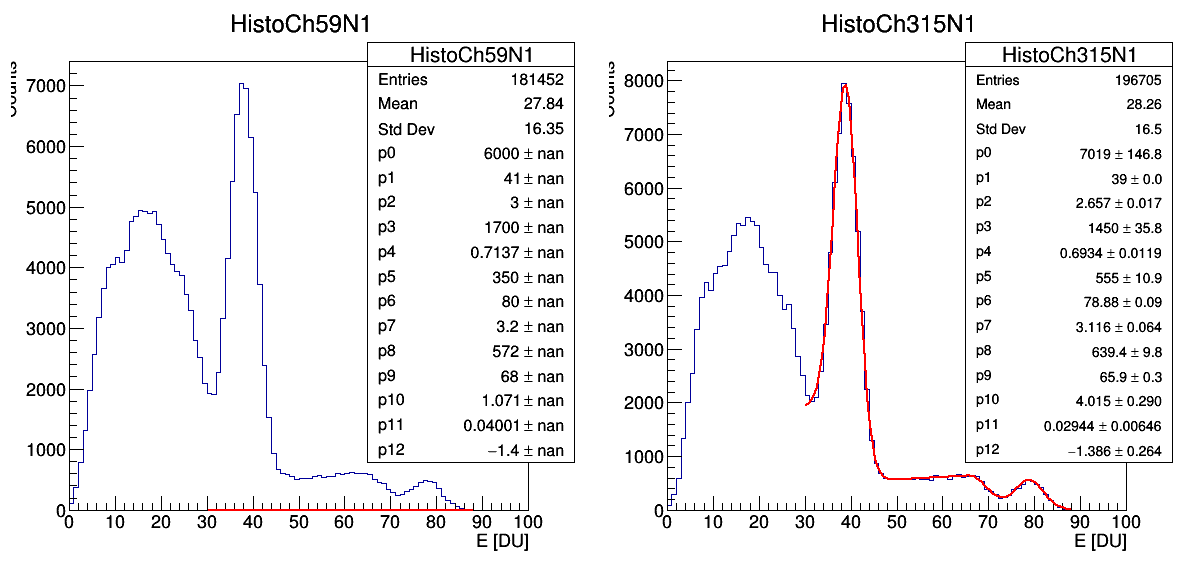 HistoCh59N1
HistoCh59N1
Entries 181452
Mean 27.84
Std Dev 16.35
p0 6000 ± nan
p1 41 ± nan
p2 3 ± nan
p3 1700 ± nan
p4 0.7137 ± nan
p5 350 ± nan
p6 80 ± nan
p7 3.2 ± nan
p8 572 ± nan
p9 68 ± nan
p10 1.071 ± nan
p11 0.04001 ± nan
p12 −1.4 ± nan
7000
6000
5000
4000
3000
2000
1000
0
0 10 20 30 40 50 60 70 80 90 100
E [DU]
HistoCh315N1
HistoCh315N1
Entries 196705
Mean 28.26
Std Dev 16.5
p0 7019 ± 146.8
p1 39 ± 0.0
p2 2.657 ± 0.017
p3 1450 ± 35.8
p4 0.6934 ± 0.0119
p5 555 ± 10.9
p6 78.88 ± 0.09
p7 3.116 ± 0.064
p8 639.4 ± 9.8
p9 65.9 ± 0.3
p10 4.015 ± 0.290
p11 0.02944 ± 0.00646
p12 −1.386 ± 0.264
8000
7000
6000
5000
4000
3000
2000
1000
0
0 10 20 30 40 50 60 70 80 90 100
E [DU]